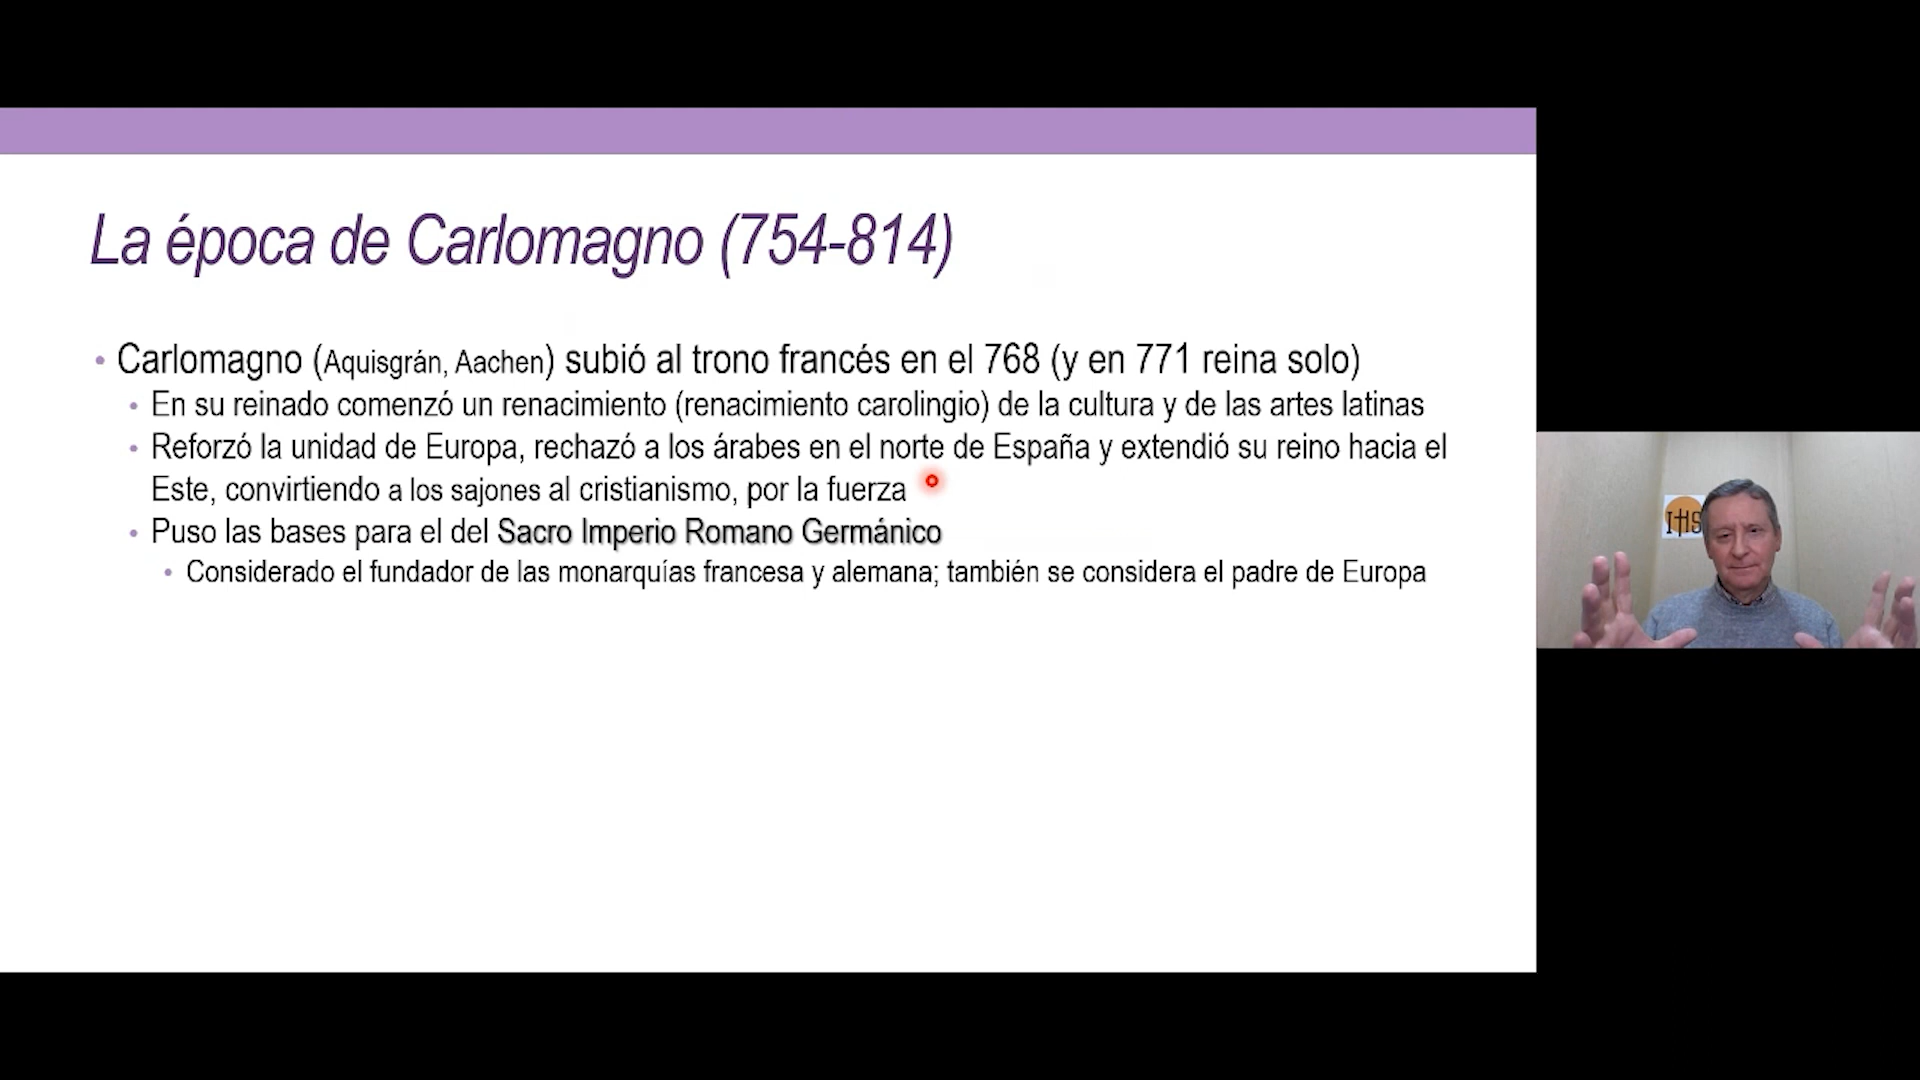 La época de Carlomagno (754-814)
• Carlomagno (Aquisgrán, Aachen) subió al trono francés en el 768 (y en 771 reina solo)
• En su reinado comenzó un renacimiento (renacimiento carolingio) de la cultura y de las artes latinas
• Reforzó la unidad de Europa, rechazó a los árabes en el norte de España y extendió su reino hacia el
Este, convirtiendo a los sajones al cristianismo, por la fuerza
• Puso las bases para el del Sacro Imperio Romano Germánico
• Considerado el fundador de las monarquías francesa y alemana; también se considera el padre de Europa
IHS